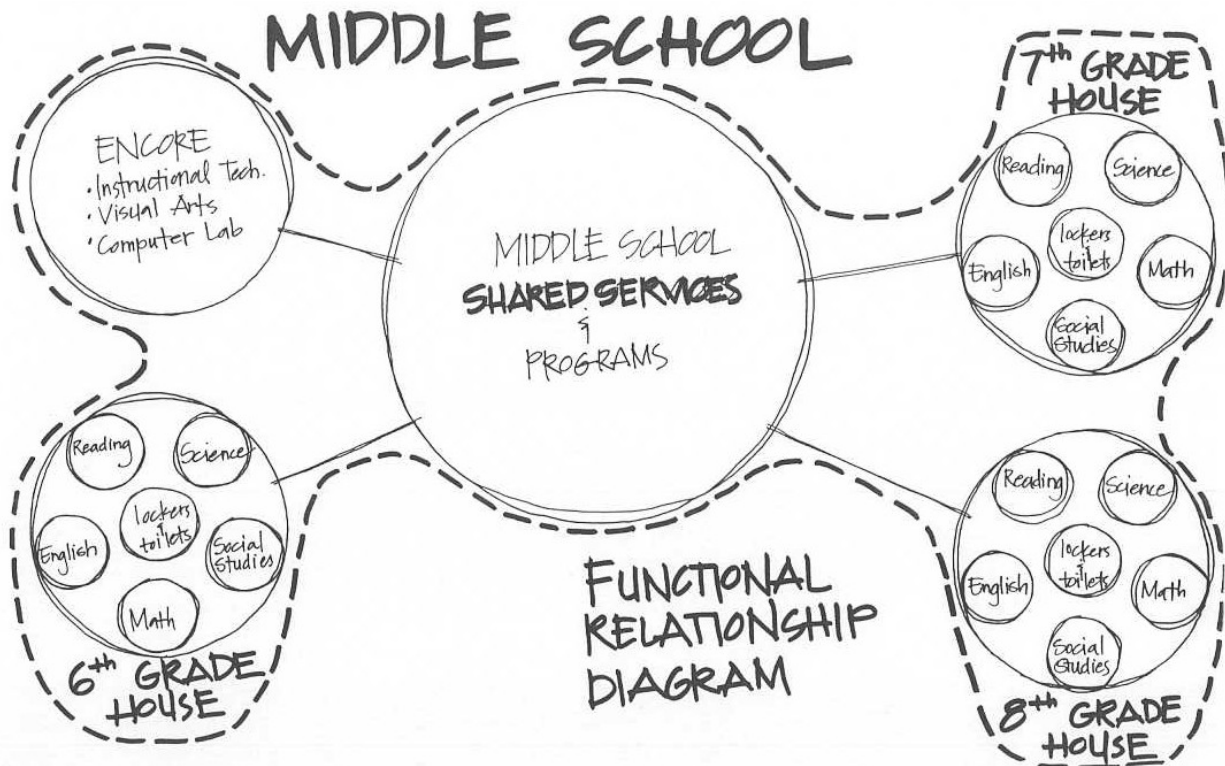 MIDDLE SCHOOL
ENCORE
• Instructional Tech.
• Visual Arts
• Computer Lab
MIDDLE SCHOOL
SHARED SERVICES
&
PROGRAMS
7th GRADE
HOUSE
Reading
Science
lockers
&
toilets
English
Math
Social
Studies
Reading
Science
lockers
&
toilets
English
Social
Studies
Math
6th GRADE
HOUSE
FUNCTIONAL
RELATIONSHIP
DIAGRAM
Reading
Science
lockers
&
toilets
English
Math
Social
Studies
8th GRADE
HOUSE